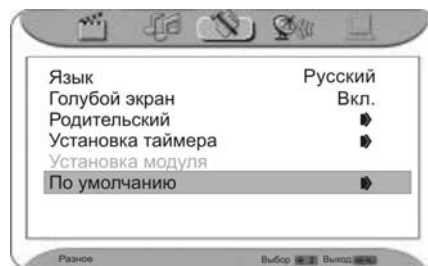 Язык Русский
Голубой экран Вкл.
Родительский
Установка таймера
Установка модуля
По умолчанию
Разное Выбор Выход